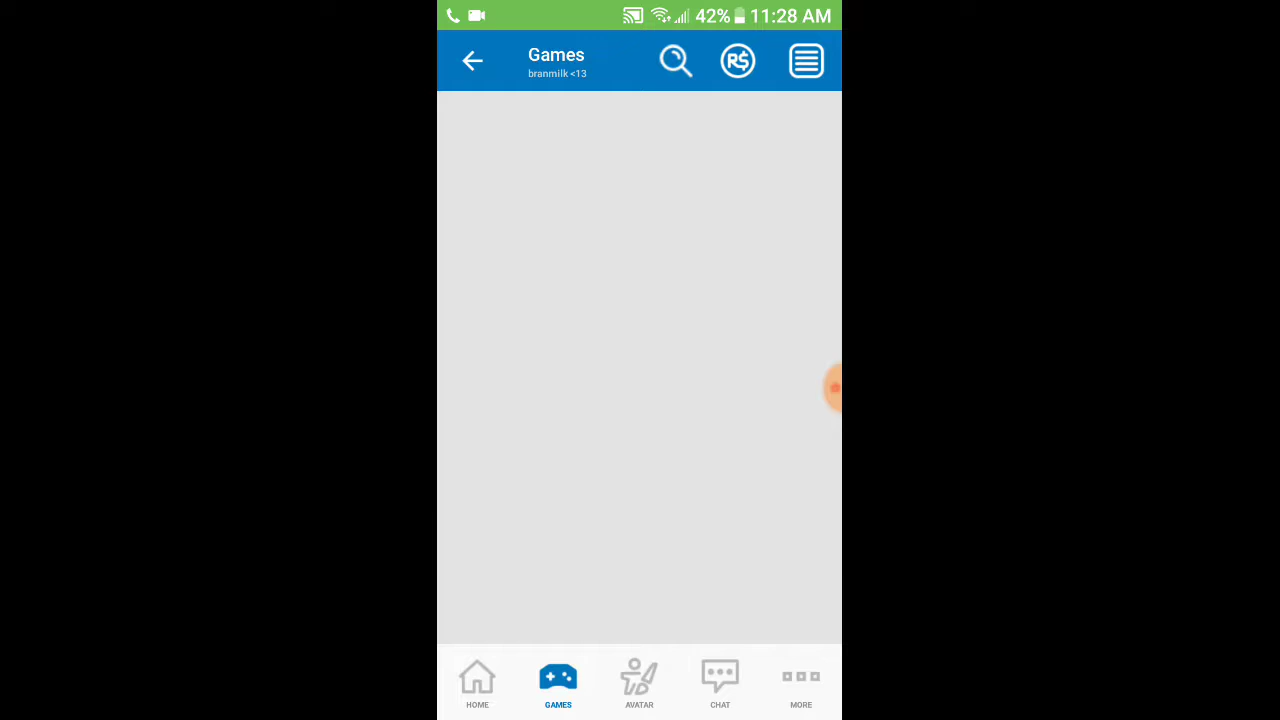 42% 11:28 AM
Games
branmilk <13
R$
HOME
GAMES
AVATAR
CHAT
MORE